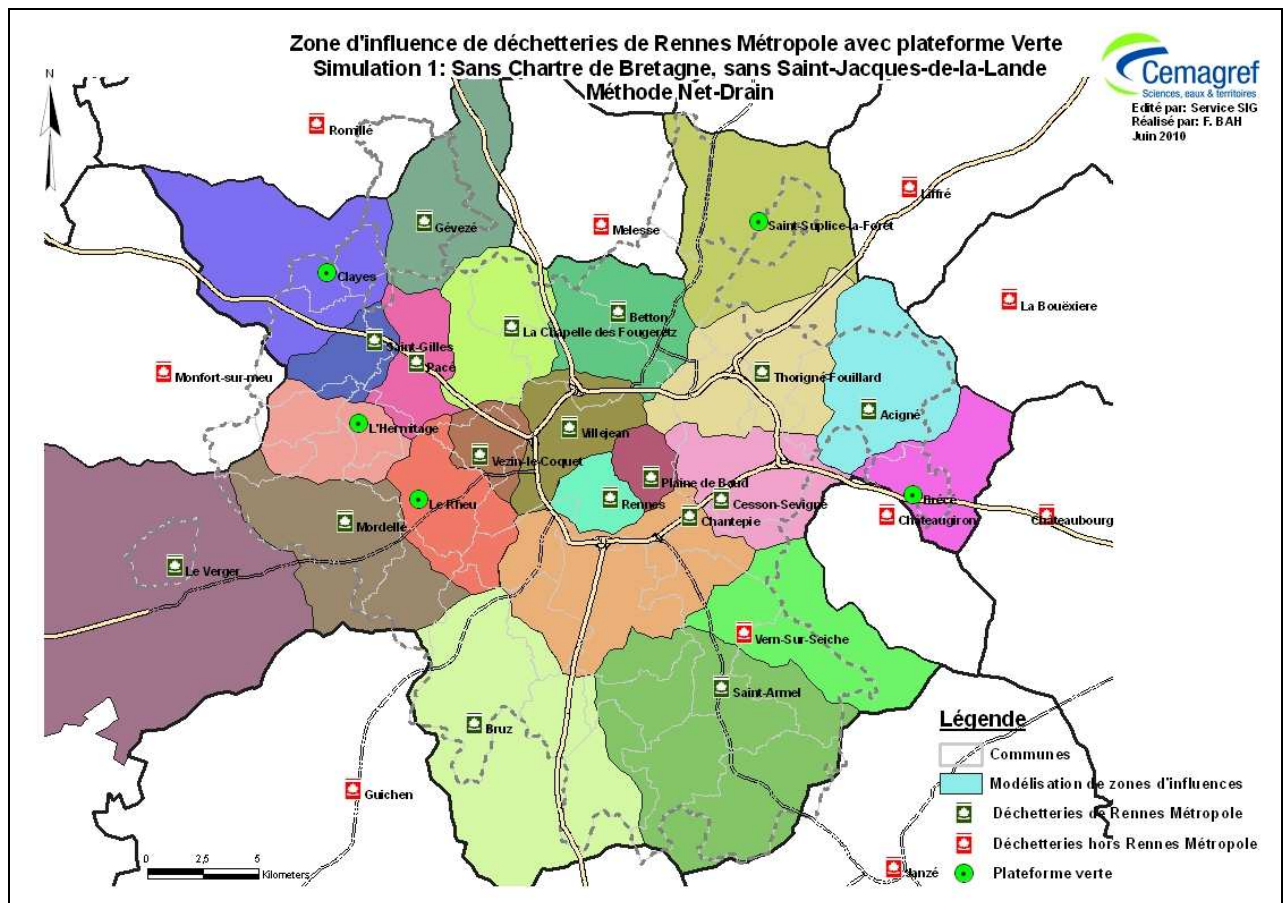 Zone d'influence de déchetteries de Rennes Métropole avec plateforme Verte
Simulation 1: Sans Chartre de Bretagne, sans Saint-Jacques-de-la-Lande
Méthode Net-Drain
Cemagref
Sciences, eaux & territoires
Edité par: Service SIG
Réalisé par: F. BAH
Juin 2010
N
Romillé
Liffré
Gévezé
Melesse
Saint-Suplice-la-Forêt
Clayes
La Bouëxiere
Betton
La Chapelle des Fougeretz
Saint-Gilles
Pacé
Monfort-sur-meu
Thorigné-Fouillard
Acigné
L'Hermitage
Villejean
Vezin-le-Coquet
Plaine de Baud
Le Rheu
Rennes
Cesson-Sevigné
Brécé
Mordelle
Chantepie
Chateaugiron
Châteaubourg
Le Verger
Vern-Sur-Seiche
Saint-Armel
Bruz
Guichen
Janzé
Légende
Communes
Modélisation de zones d'influences
Déchetteries de Rennes Métropole
Déchetteries hors Rennes Métropole
Plateforme verte
0 2,5 5
Kilometers